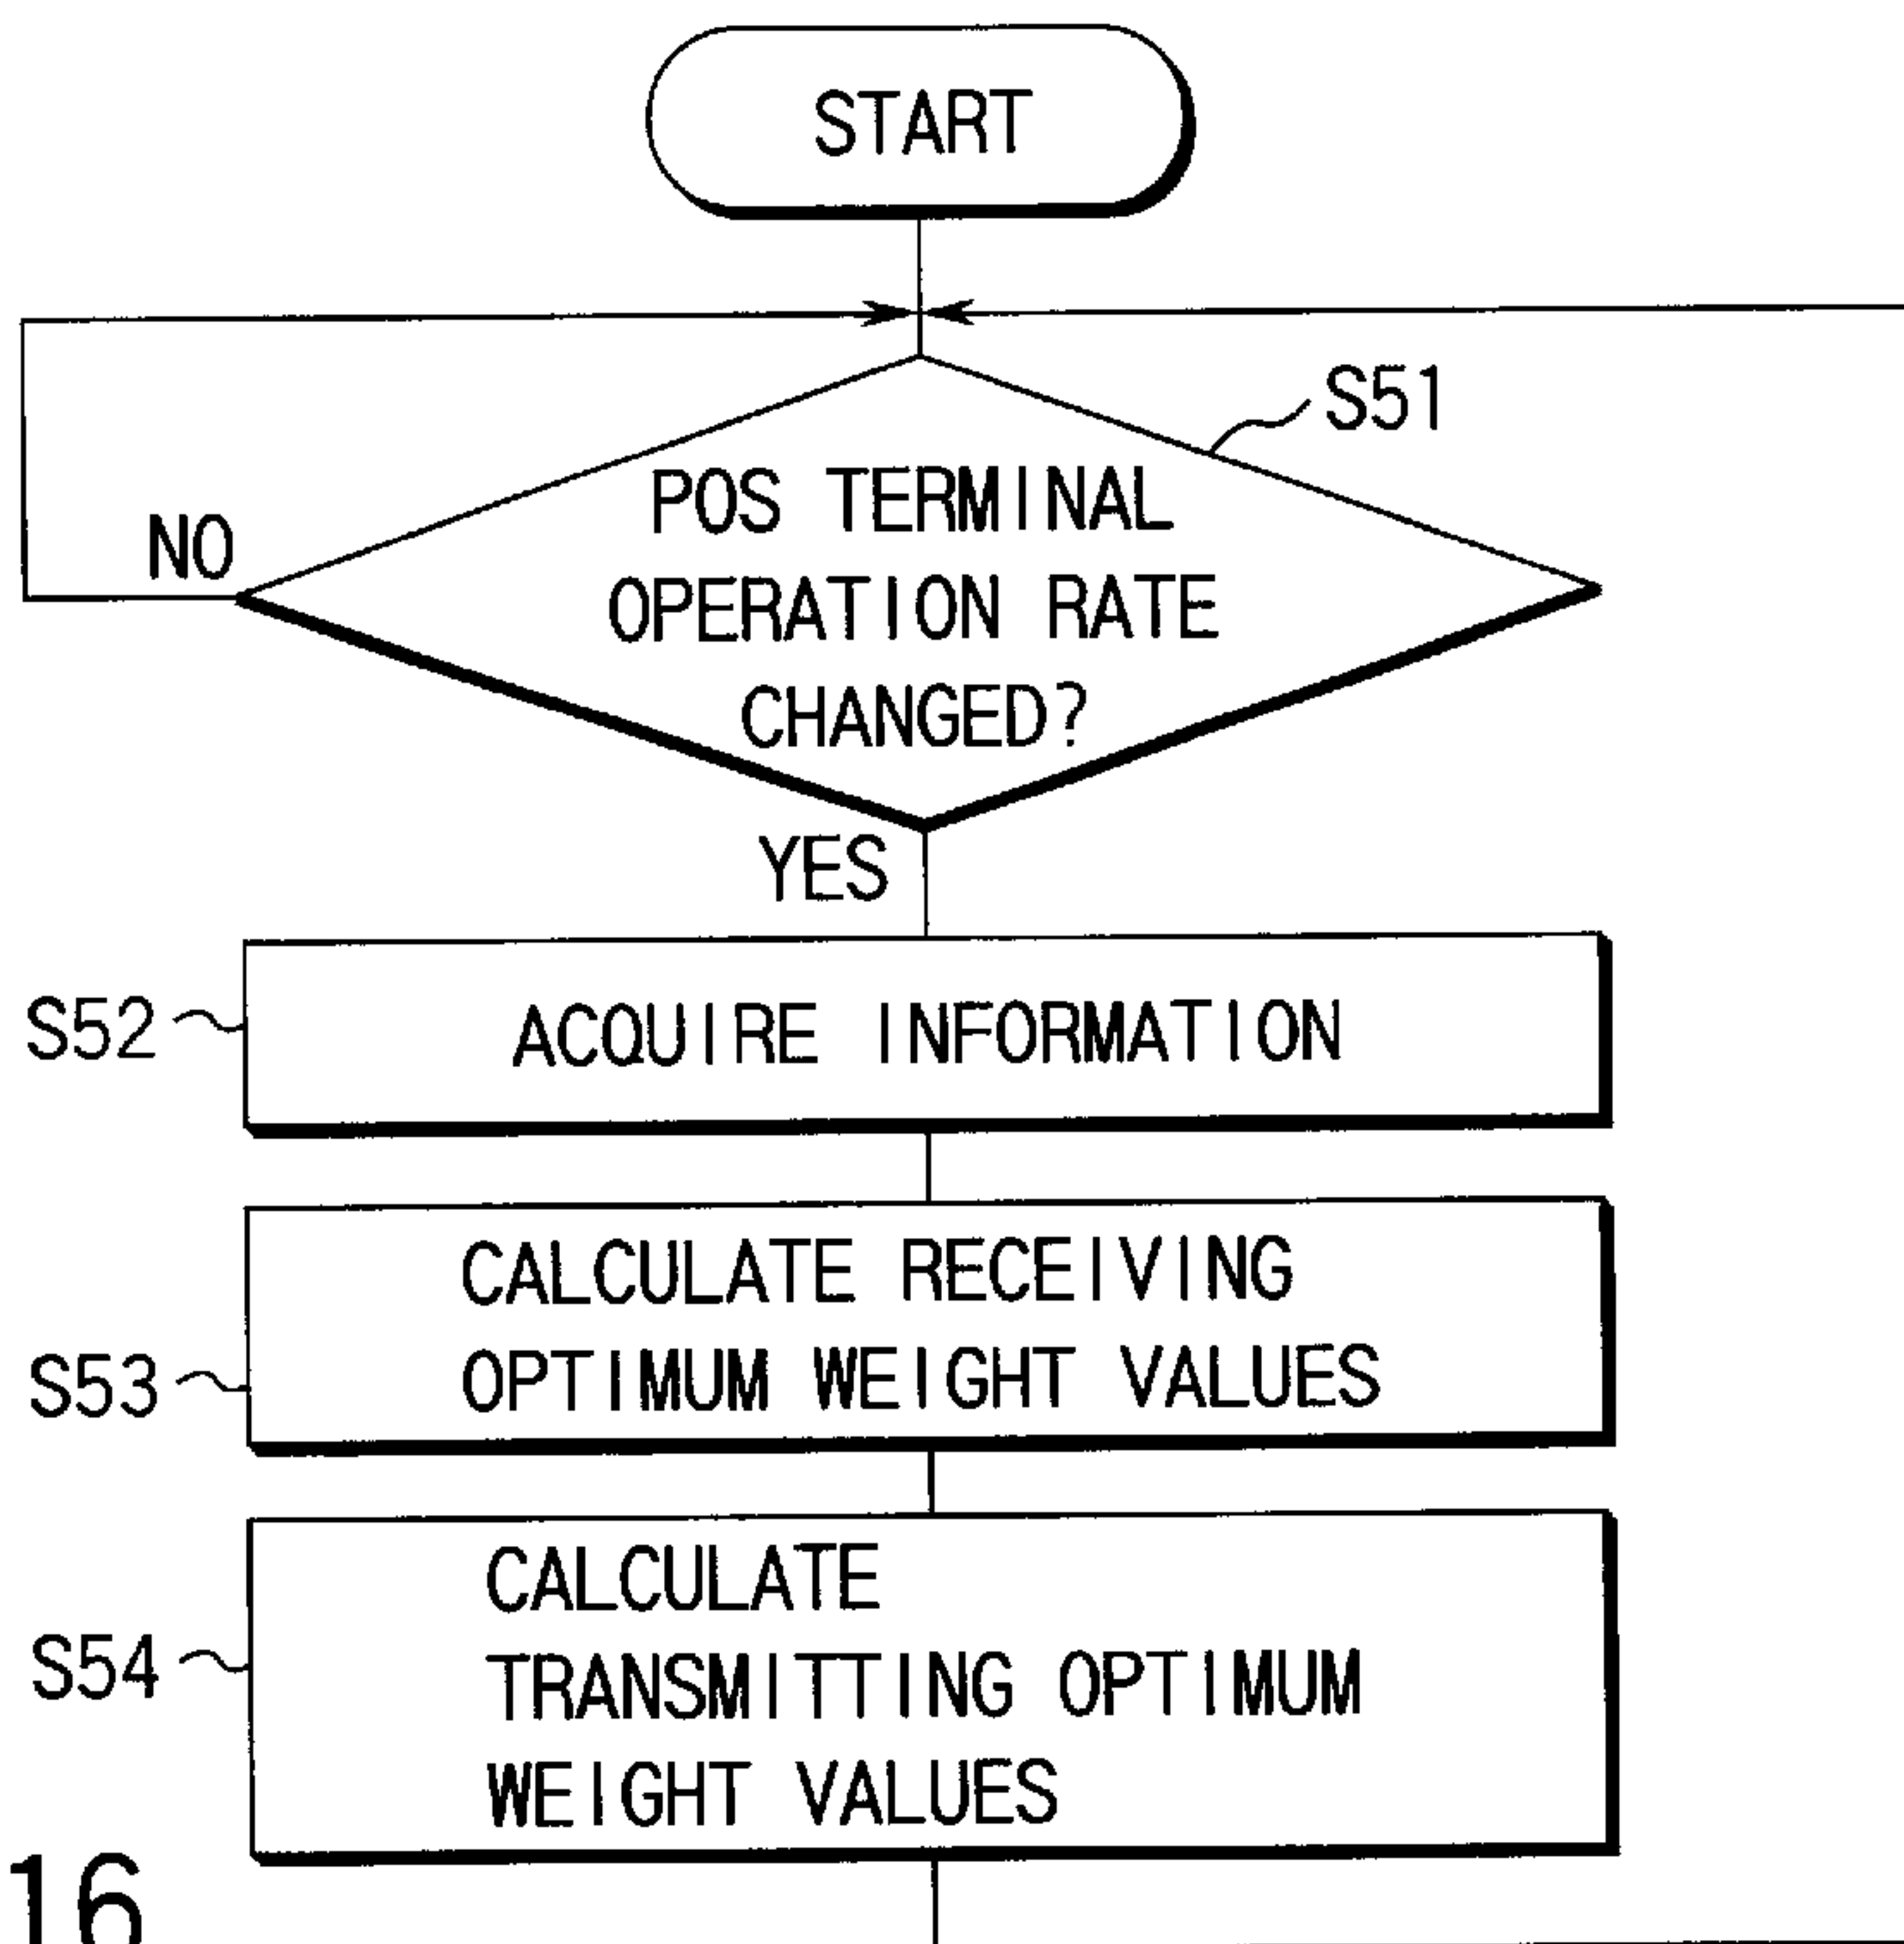 START
S51
POS TERMINAL
OPERATION RATE
CHANGED?
NO
YES
S52
ACQUIRE INFORMATION
CALCULATE RECEIVING
OPTIMUM WEIGHT VALUES
S53
CALCULATE
TRANSMITTING OPTIMUM
WEIGHT VALUES
S54
16